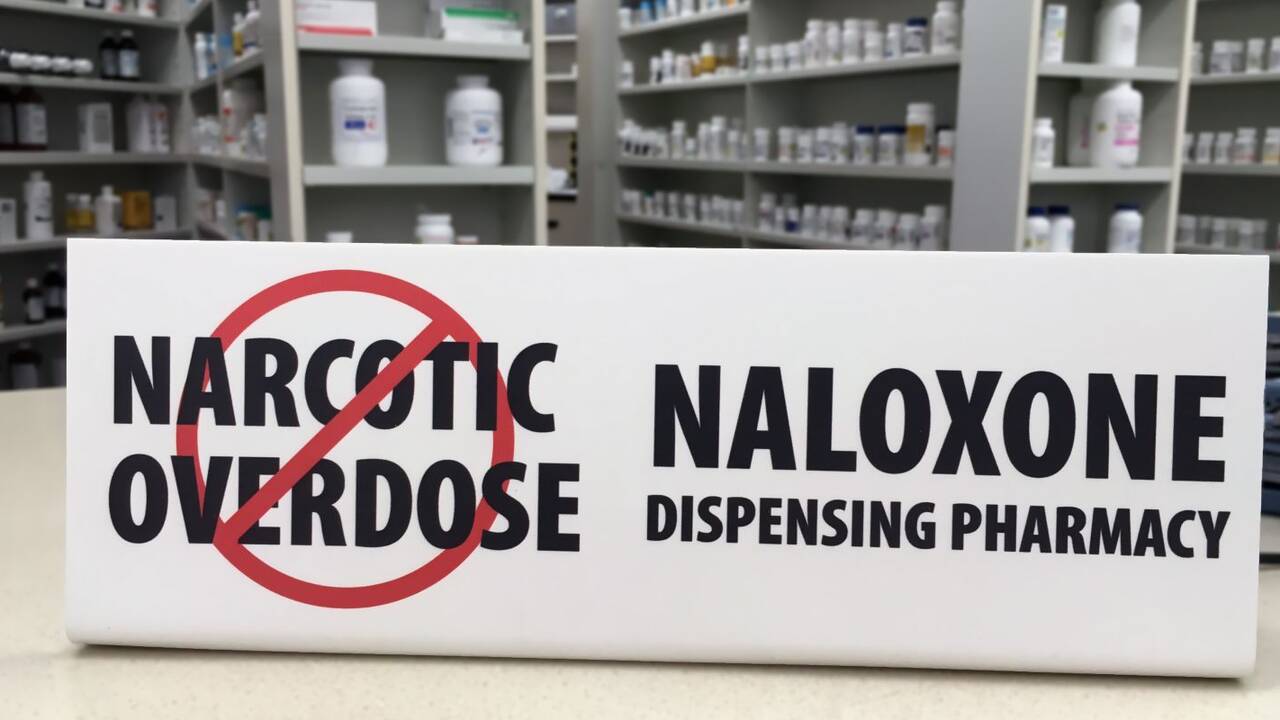 NARCOTIC
OVERDOSE
NALOXONE
DISPENSING PHARMACY